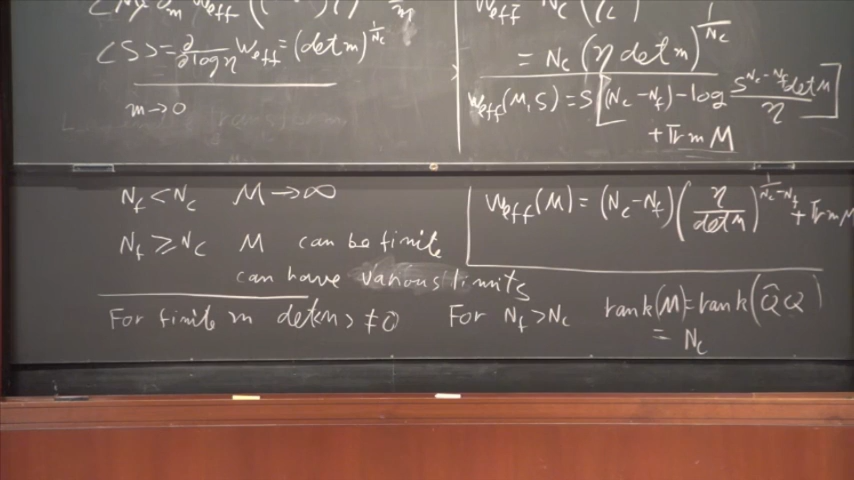 ⟨S⟩ = ∂/∂logη W_eff = (det m)^{1/N_c}
m → 0
= N_c (η det m)^{1/N_c}
W_eff(M,S) = S[(N_c - N_f) - log S^{N_c-N_f} det M / η]
+ Tr m M
N_f < N_c   M → ∞
N_f ≥ N_c   M can be finite
can have various limits
For finite m det⟨M⟩ ≠ 0
W_eff(M) = (N_c - N_f) (η / det M)^{1/N_c-N_f} + Tr m M
For N_f > N_c   rank(M) = rank(Q̃Q)
= N_c